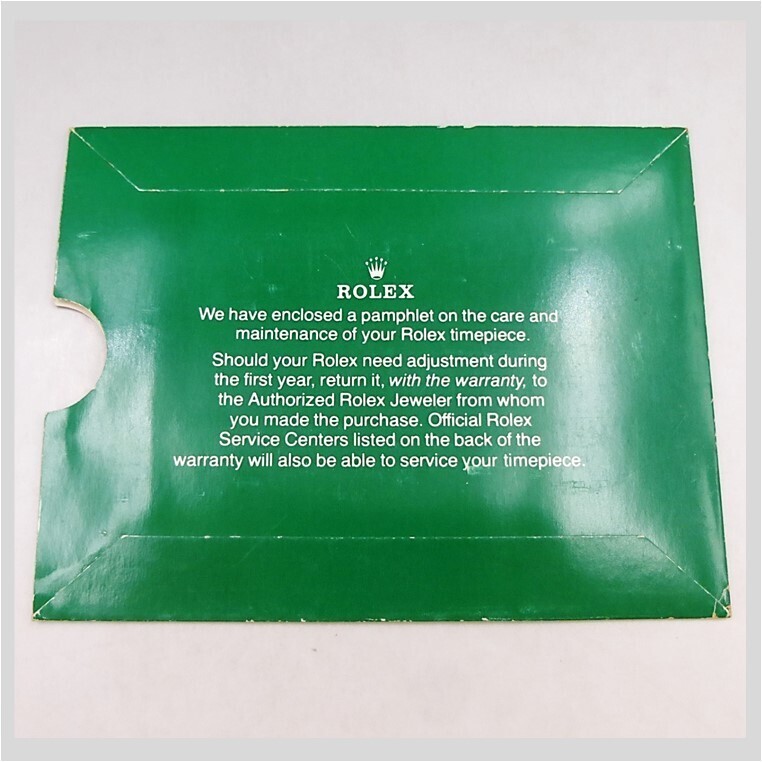 ROLEX
We have enclosed a pamphlet on the care and
maintenance of your Rolex timepiece.
Should your Rolex need adjustment during
the first year, return it, with the warranty, to
the Authorized Rolex Jeweler from whom
you made the purchase. Official Rolex
Service Centers listed on the back of the
warranty will also be able to service your timepiece.